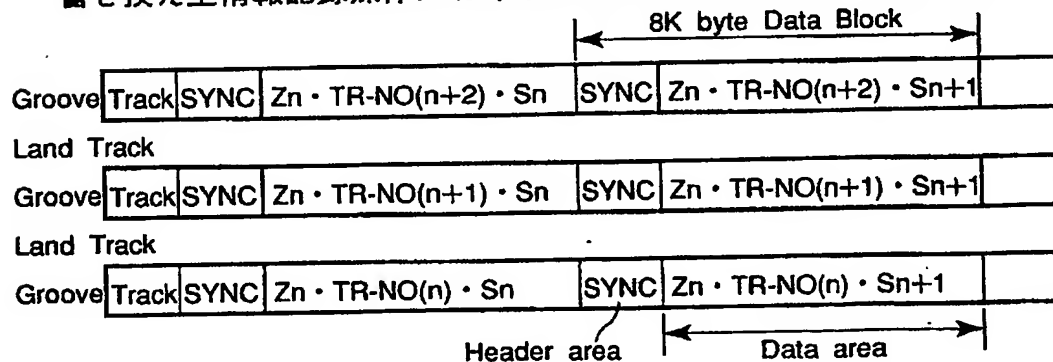 8K byte Data Block
Groove Track SYNC Zn・TR-NO(n+2)・Sn SYNC Zn・TR-NO(n+2)・Sn+1
Land Track
Groove Track SYNC Zn・TR-NO(n+1)・Sn SYNC Zn・TR-NO(n+1)・Sn+1
Land Track
Groove Track SYNC Zn・TR-NO(n)・Sn SYNC Zn・TR-NO(n)・Sn+1
Header area Data area